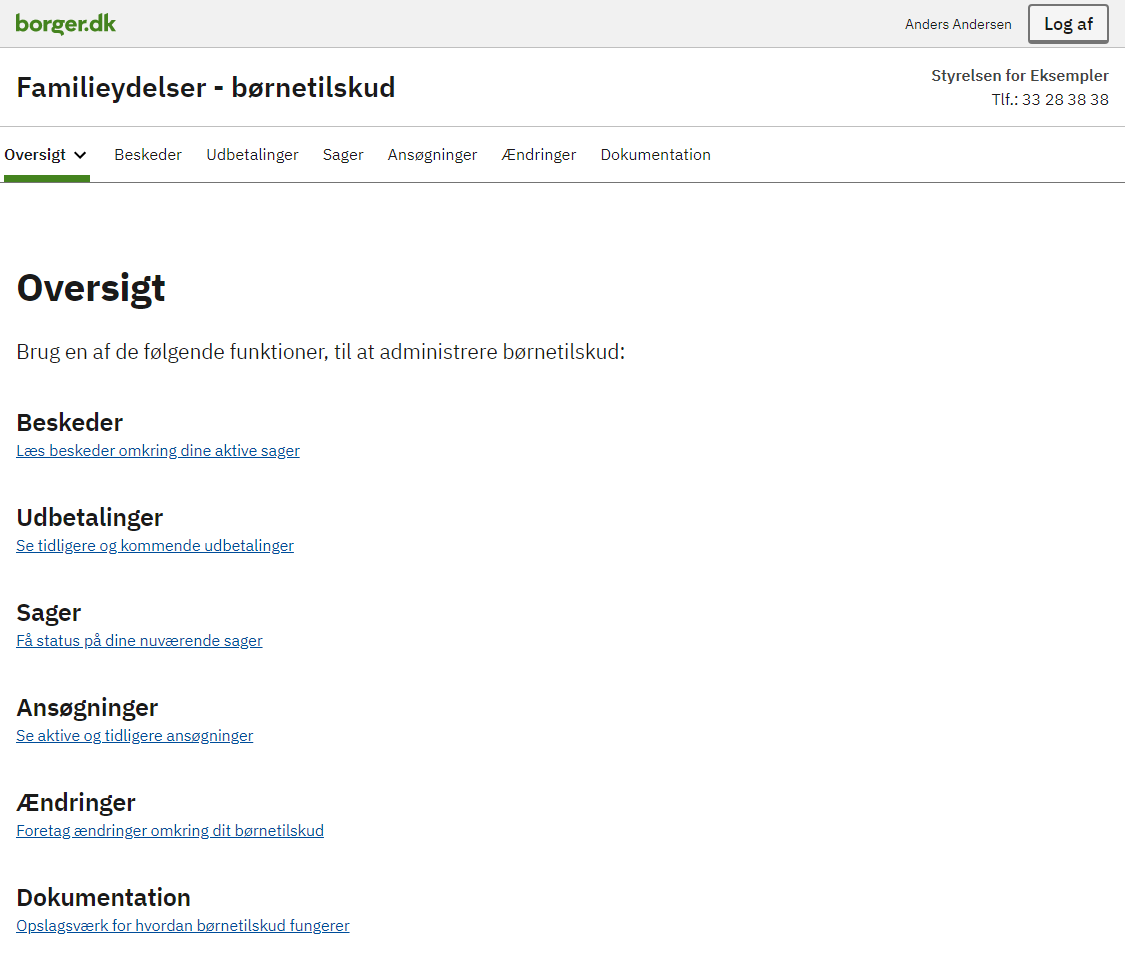 borger.dk
Anders Andersen
Log af
Familieydelser - børnetilskud
Styrelsen for Eksempler
Tlf.: 33 28 38 38
Oversigt Beskeder Udbetalinger Sager Ansøgninger Ændringer Dokumentation
Oversigt
Brug en af de følgende funktioner, til at administrere børnetilskud:
Beskeder
Læs beskeder omkring dine aktive sager
Udbetalinger
Se tidligere og kommende udbetalinger
Sager
Få status på dine nuværende sager
Ansøgninger
Se aktive og tidligere ansøgninger
Ændringer
Foretag ændringer omkring dit børnetilskud
Dokumentation
Opslagsværk for hvordan børnetilskud fungerer